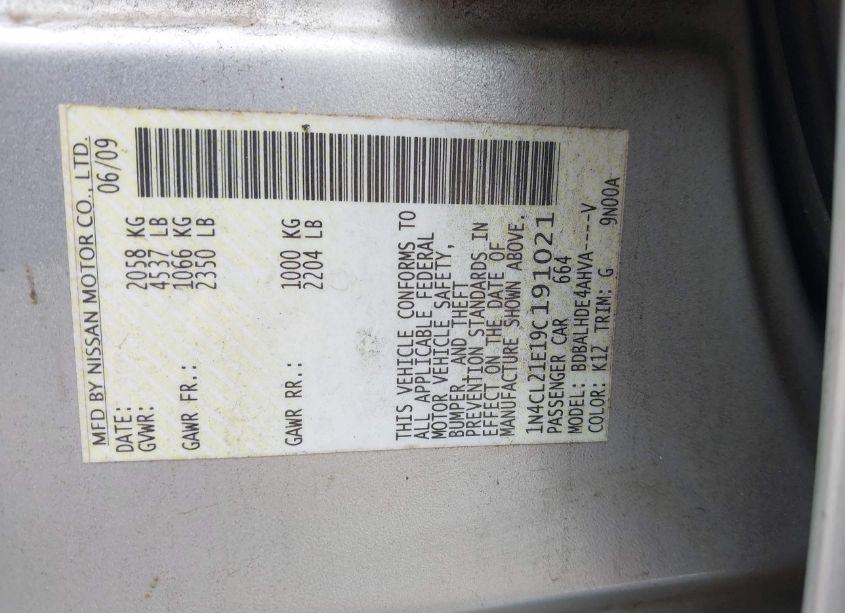 MFD BY NISSAN MOTOR CO., LTD.
DATE: 06/09
GVWR: 2058 KG
4537 LB
GAWR FR.: 1066 KG
2350 LB
GAWR RR.: 1000 KG
2204 LB
THIS VEHICLE CONFORMS TO
ALL APPLICABLE FEDERAL
MOTOR VEHICLE SAFETY,
BUMPER, AND THEFT
PREVENTION STANDARDS IN
EFFECT ON THE DATE OF
MANUFACTURE SHOWN ABOVE.
1N4CL21E19C191021
PASSENGER CAR 664
MODEL: BDBALHDE4AHVA-----V
COLOR: K12 TRIM: G 9N00A